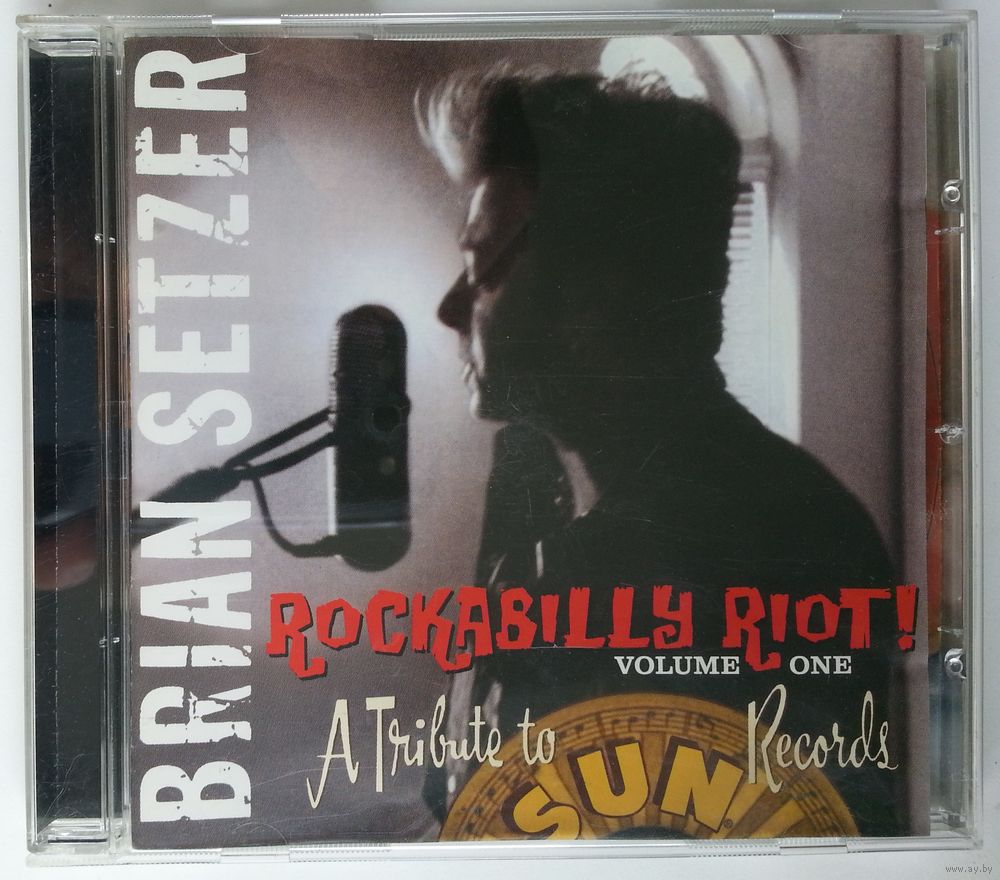 BRIAN SETZER
ROCKABILLY RIOT!
VOLUME ONE
A Tribute to SUN Records
®
www.ay.by